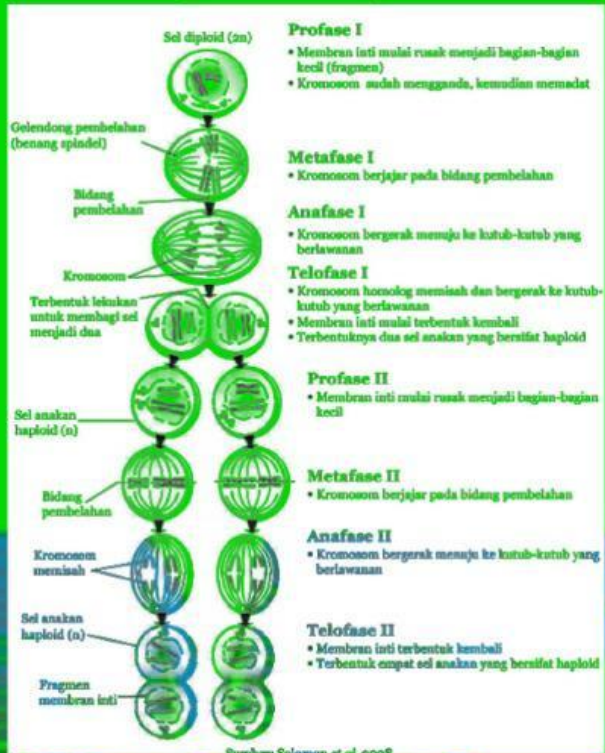 Sel diploid (2n)
Profase I
• Membran inti mulai rusak menjadi bagian-bagian
kecil (fragmen)
• Kromosom sudah mengganda, kemudian memadat
Gelendong pembelahan
(benang spindel)
Metafase I
• Kromosom berjajar pada bidang pembelahan
Bidang
pembelahan
Anafase I
• Kromosom bergerak menuju ke kutub-kutub yang
berlawanan
Kromosom
Telofase I
• Kromosom homolog memisah dan bergerak ke kutub-
kutub yang berlawanan
• Membran inti mulai terbentuk kembali
• Terbentuknya dua sel anakan yang bersifat haploid
Terbentuk lekukan
untuk membagi sel
menjadi dua
Profase II
• Membran inti mulai rusak menjadi bagian-bagian
kecil
Sel anakan
haploid (n)
Metafase II
• Kromosom berjajar pada bidang pembelahan
Bidang
pembelahan
Anafase II
• Kromosom bergerak menuju ke kutub-kutub yang
berlawanan
Kromosom
memisah
Sel anakan
haploid (n)
Telofase II
• Membran inti terbentuk kembali
• Terbentuk empat sel anakan yang bersifat haploid
Fragmen
membran inti
Sumber: Solomon et al. 2008